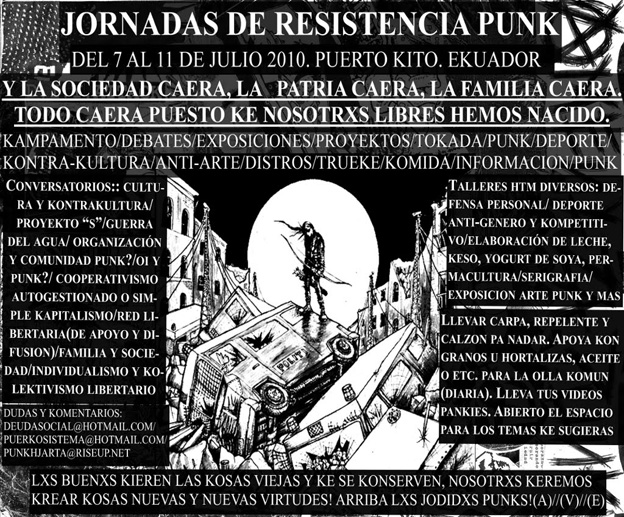 JORNADAS DE RESISTENCIA PUNK
DEL 7 AL 11 DE JULIO 2010. PUERTO KITO. EKUADOR
Y LA SOCIEDAD CAERA, LA PATRIA CAERA, LA FAMILIA CAERA.
TODO CAERA PUESTO KE NOSOTRXS LIBRES HEMOS NACIDO.
KAMPAMENTO/DEBATES/EXPOSICIONES/PROYEKTOS/TOKADA/PUNK/DEPORTE/
KONTRA-KULTURA/ANTI-ARTE/DISTROS/TRUEKE/KOMIDA/INFORMACION/PUNK
CONVERSATORIOS:: CULTU-
RA Y KONTRAKULTURA/
PROYEKTO “S”/GUERRA
DEL AGUA/ ORGANIZACIÓN
Y COMUNIDAD PUNK?/OI Y
PUNK?/ COOPERATIVISMO
AUTOGESTIONADO O SIM-
PLE KAPITALISMO/RED LI-
BERTARIA(DE APOYO Y DI-
FUSION)/FAMILIA Y SOCIE-
DAD/INDIVIDUALISMO Y KO-
LEKTIVISMO LIBERTARIO
DUDAS Y KOMENTARIOS:
DEUDASOCIAL@HOTMAIL.COM/
PUERKOSISTEMA@HOTMAIL.COM/
PUNKHJARTA@RISEUP.NET
TALLERES HTM DIVERSOS: DE-
FENSA PERSONAL/ DEPORTE
ANTI-GENERO Y KOMPETITI-
VO/ELABORACIÓN DE LECHE,
KESO, YOGURT DE SOYA, PER-
MACULTURA/SERIGRAFIA/
EXPOSICION ARTE PUNK Y MAS
LLEVAR CARPA, REPELENTE Y
CALZON PA NADAR. APOYA KON
GRANOS U HORTALIZAS, ACEITE
O ETC. PARA LA OLLA KOMUN
(DIARIA). LLEVA TUS VIDEOS
PANKIES. ABIERTO EL ESPACIO
PARA LOS TEMAS KE SUGIERAS
LXS BUENXS KIEREN LAS KOSAS VIEJAS Y KE SE KONSERVEN, NOSOTRXS KEREMOS
KREAR KOSAS NUEVAS Y NUEVAS VIRTUDES! ARRIBA LXS JODIDXS PUNKS!(A)//(V)//(E)